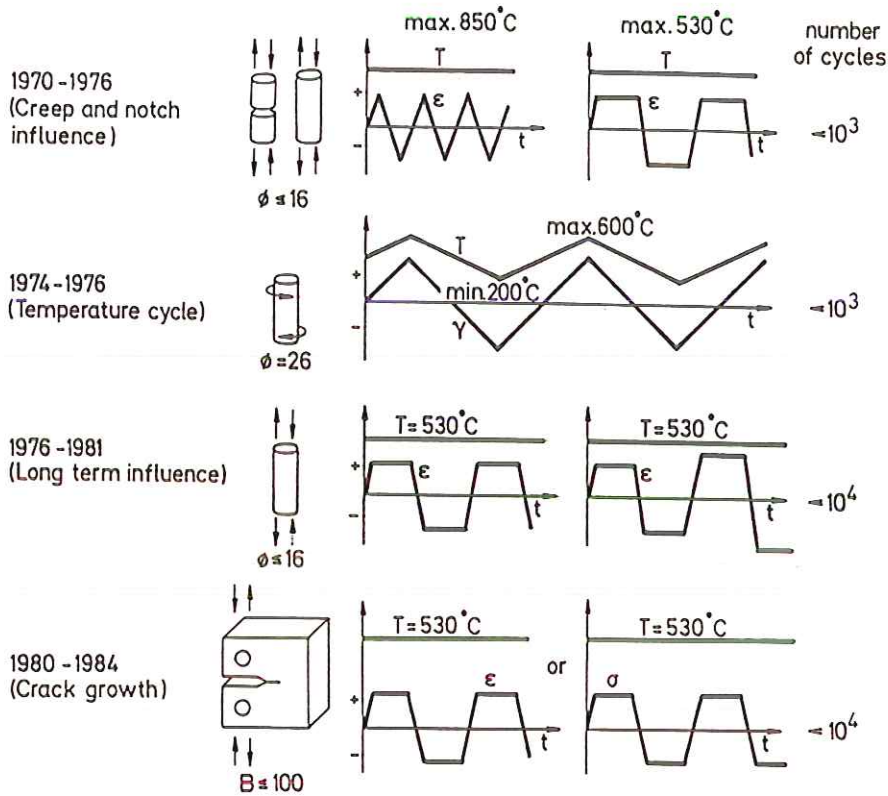 max. 850°C
max. 530°C
number
of cycles
1970 - 1976
(Creep and notch
influence)
T
T
+
ε
ε
-
t
t
<10³
ϕ ≤ 16
max. 600°C
T
1974 - 1976
(Temperature cycle)
+
min. 200°C
-
γ
t
<10³
ϕ = 26
1976 - 1981
(Long term influence)
T = 530°C
T = 530°C
+
ε
ε
-
t
t
<10⁴
ϕ ≤ 16
1980 - 1984
(Crack growth)
T = 530°C
T = 530°C
or
+
ε
σ
-
t
t
<10⁴
B ≤ 100